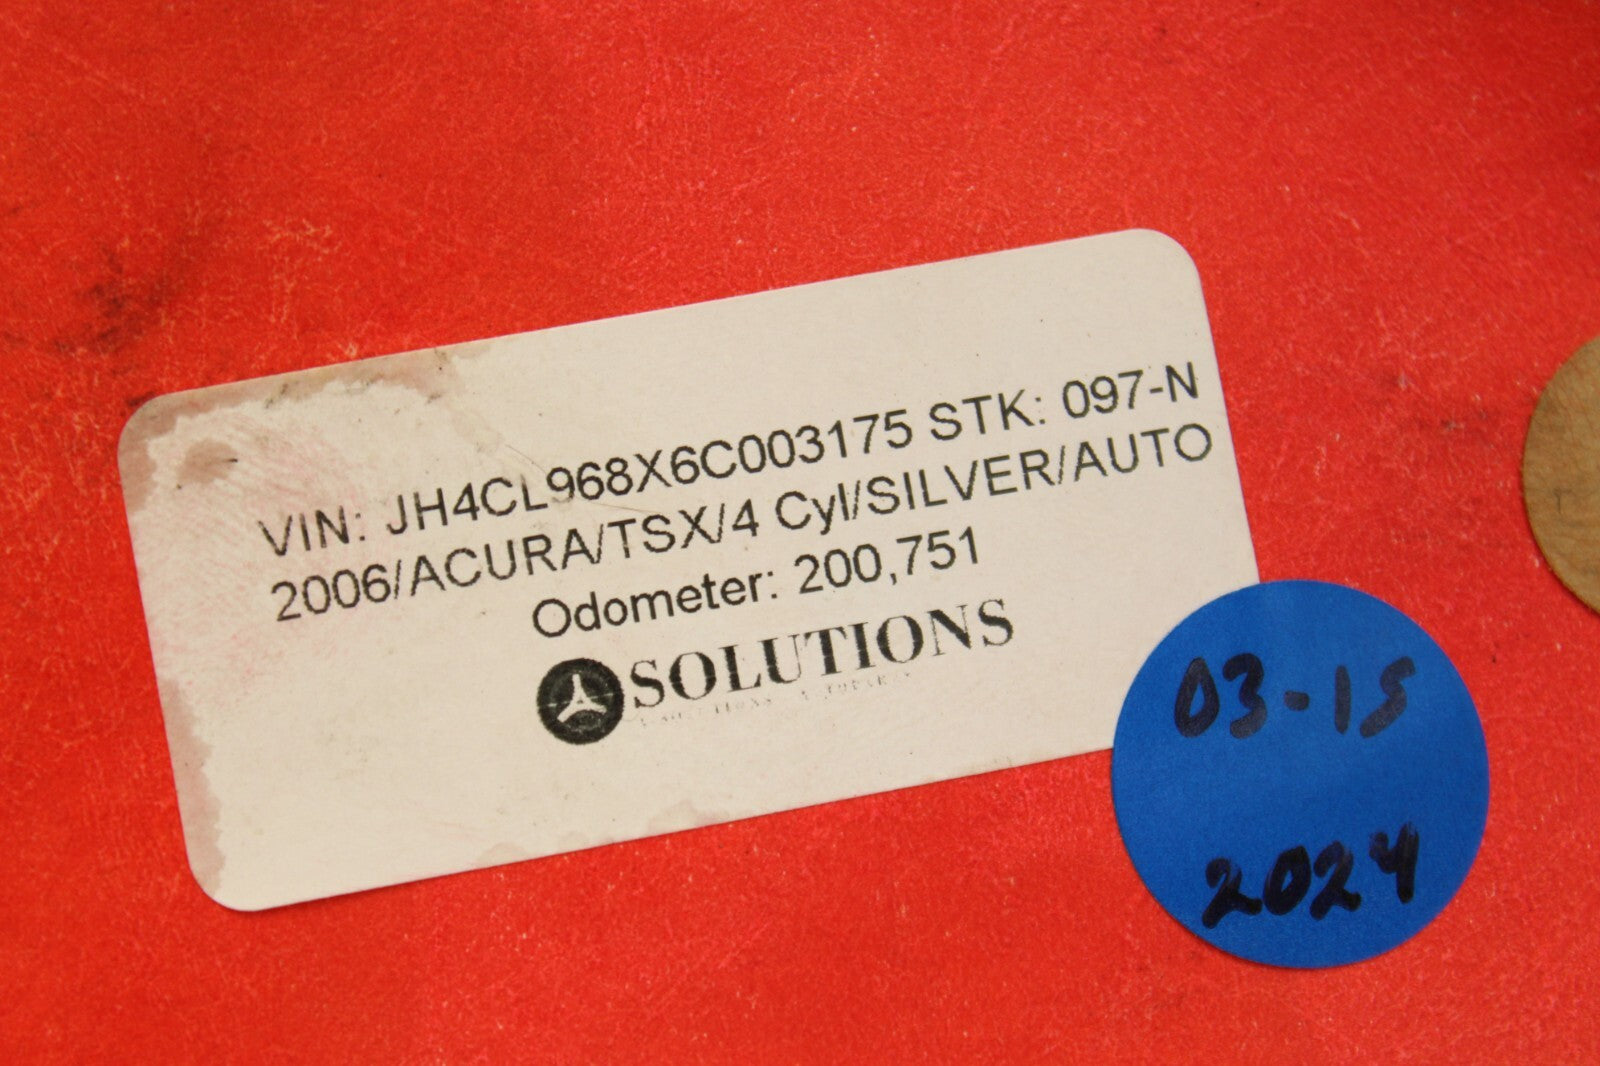 VIN: JH4CL968X6C003175 STK: 097-N
2006/ACURA/TSX/4 Cyl/SILVER/AUTO
Odometer: 200,751
SOLUTIONS
03-15
2024